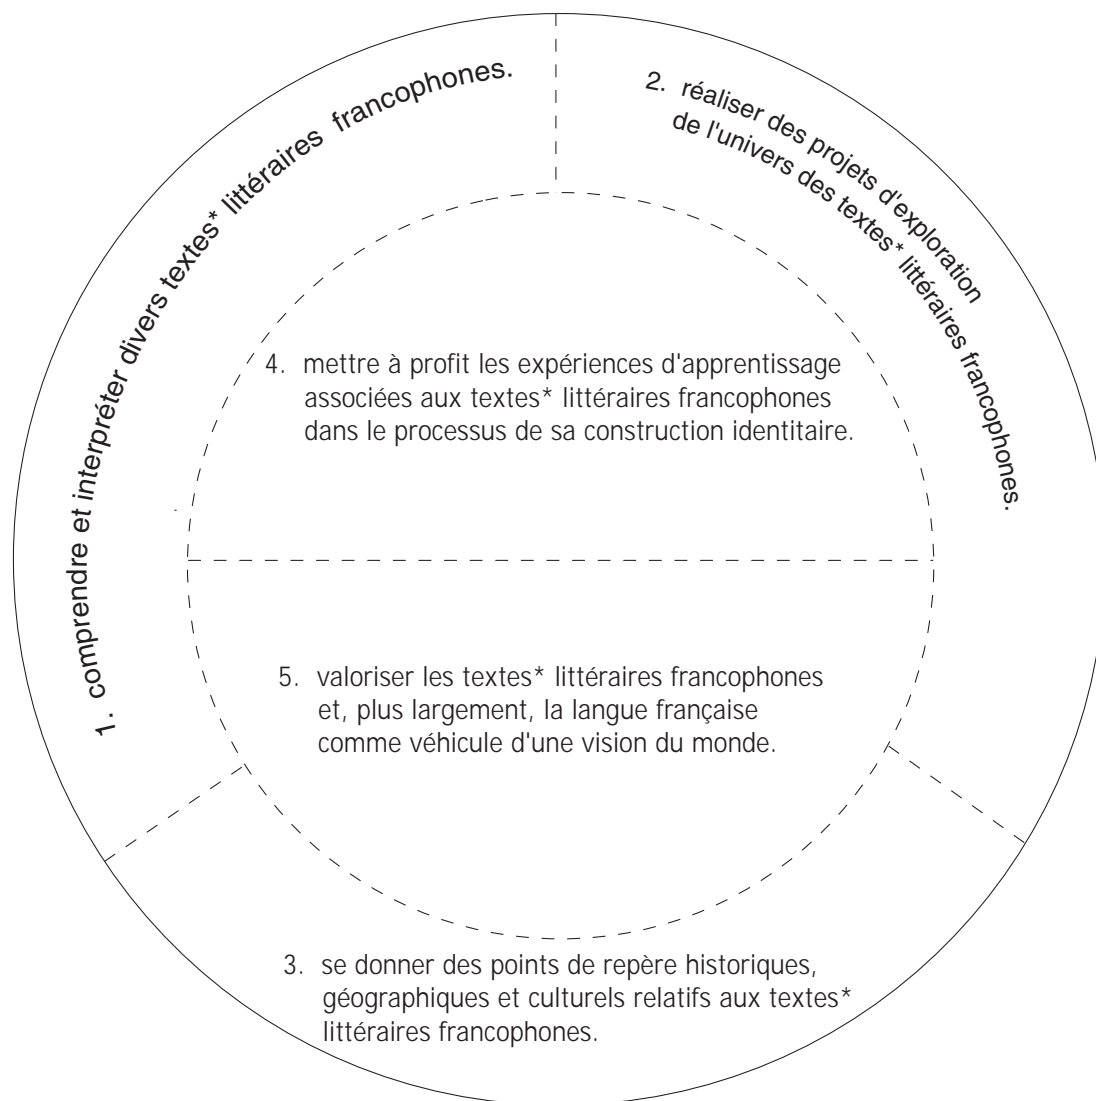 1. comprendre et interpréter divers textes* littéraires francophones.
2. réaliser des projets d'exploration
de l'univers des textes* littéraires francophones.
4. mettre à profit les expériences d'apprentissage
associées aux textes* littéraires francophones
dans le processus de sa construction identitaire.
5. valoriser les textes* littéraires francophones
et, plus largement, la langue française
comme véhicule d'une vision du monde.
3. se donner des points de repère historiques,
géographiques et culturels relatifs aux textes*
littéraires francophones.